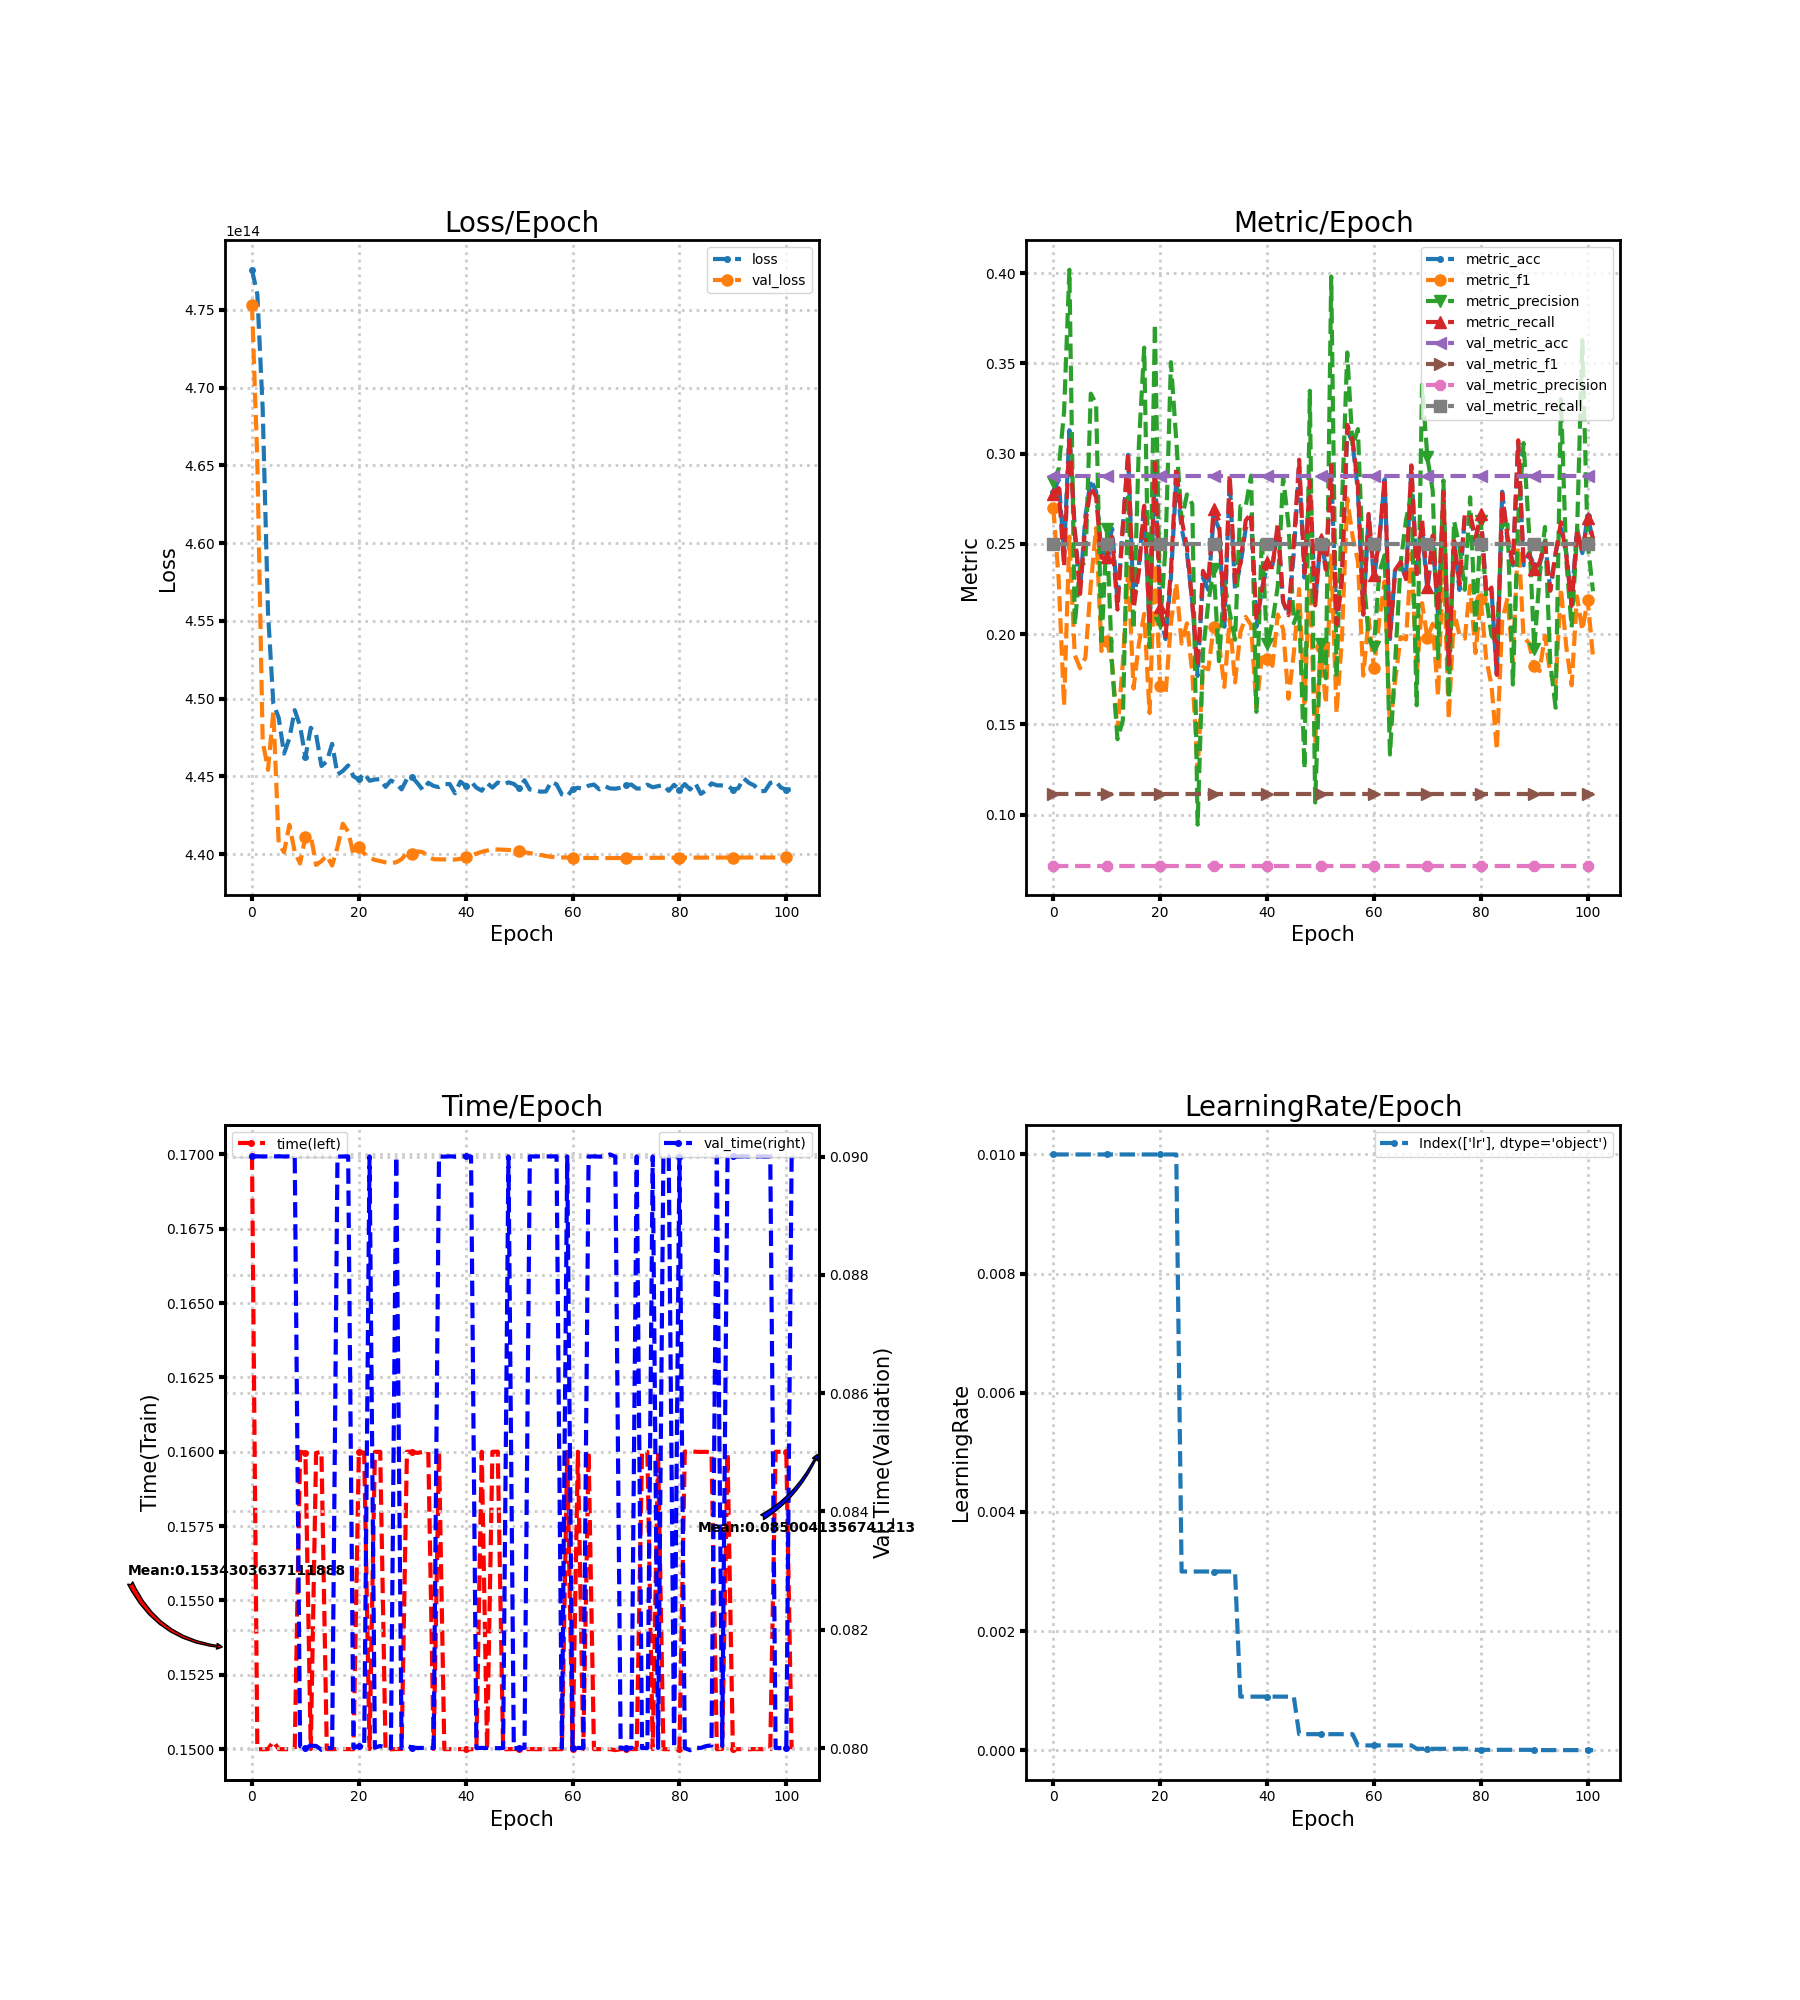 Loss/Epoch
1e14
loss
val_loss
4.75
4.70
4.65
4.60
4.55
4.50
4.45
4.40
Loss
0
20
40
60
80
100
Epoch
Metric/Epoch
metric_acc
metric_f1
metric_precision
metric_recall
val_metric_acc
val_metric_f1
val_metric_precision
val_metric_recall
0.40
0.35
0.30
0.25
0.20
0.15
0.10
Metric
0
20
40
60
80
100
Epoch
Time/Epoch
time(left)
val_time(right)
0.1700
0.1675
0.1650
0.1625
0.1600
0.1575
0.1550
0.1525
0.1500
Time(Train)
0.090
0.088
0.086
0.084
0.082
0.080
Val_Time(Validation)
Mean:0.0850041356741213
Mean:0.1534303637111888
0
20
40
60
80
100
Epoch
LearningRate/Epoch
Index(['lr'], dtype='object')
0.010
0.008
0.006
0.004
0.002
0.000
LearningRate
0
20
40
60
80
100
Epoch